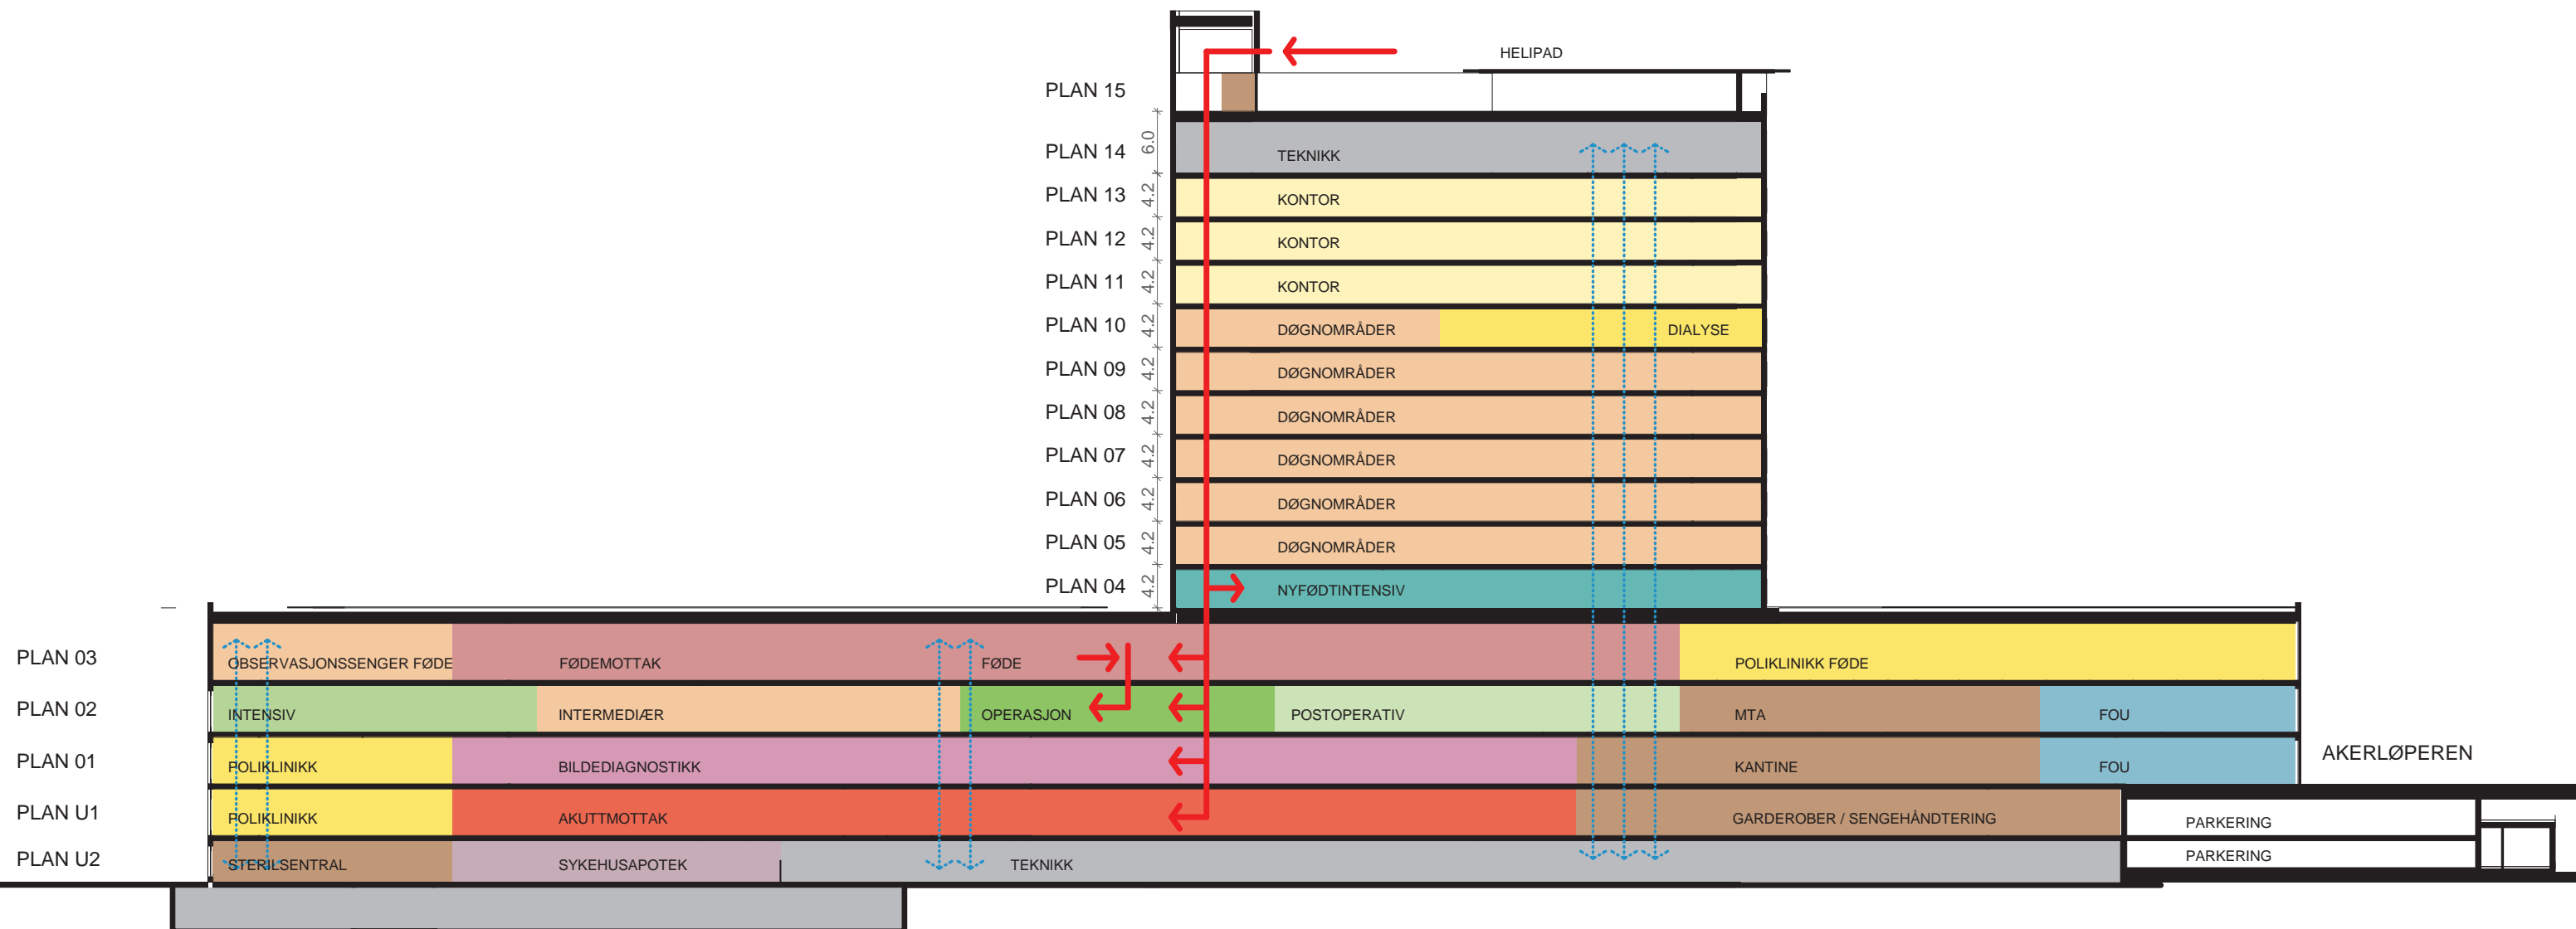 HELIPAD
PLAN 15
PLAN 14 6.0 TEKNIKK
PLAN 13 4.2 KONTOR
PLAN 12 4.2 KONTOR
PLAN 11 4.2 KONTOR
PLAN 10 4.2 DØGNOMRÅDER DIALYSE
PLAN 09 4.2 DØGNOMRÅDER
PLAN 08 4.2 DØGNOMRÅDER
PLAN 07 4.2 DØGNOMRÅDER
PLAN 06 4.2 DØGNOMRÅDER
PLAN 05 4.2 DØGNOMRÅDER
PLAN 04 4.2 NYFØDTINTENSIV
PLAN 03 OBSERVASJONSSENGER FØDE FØDEMOTTAK FØDE POLIKLINIKK FØDE
PLAN 02 INTENSIV INTERMEDIÆR OPERASJON POSTOPERATIV MTA FOU
PLAN 01 POLIKLINIKK BILDEDIAGNOSTIKK KANTINE FOU AKERLØPEREN
PLAN U1 POLIKLINIKK AKUTTMOTTAK GARDEROBER / SENGEHÅNDTERING PARKERING
PLAN U2 STERILSENTRAL SYKEHUSAPOTEK TEKNIKK PARKERING